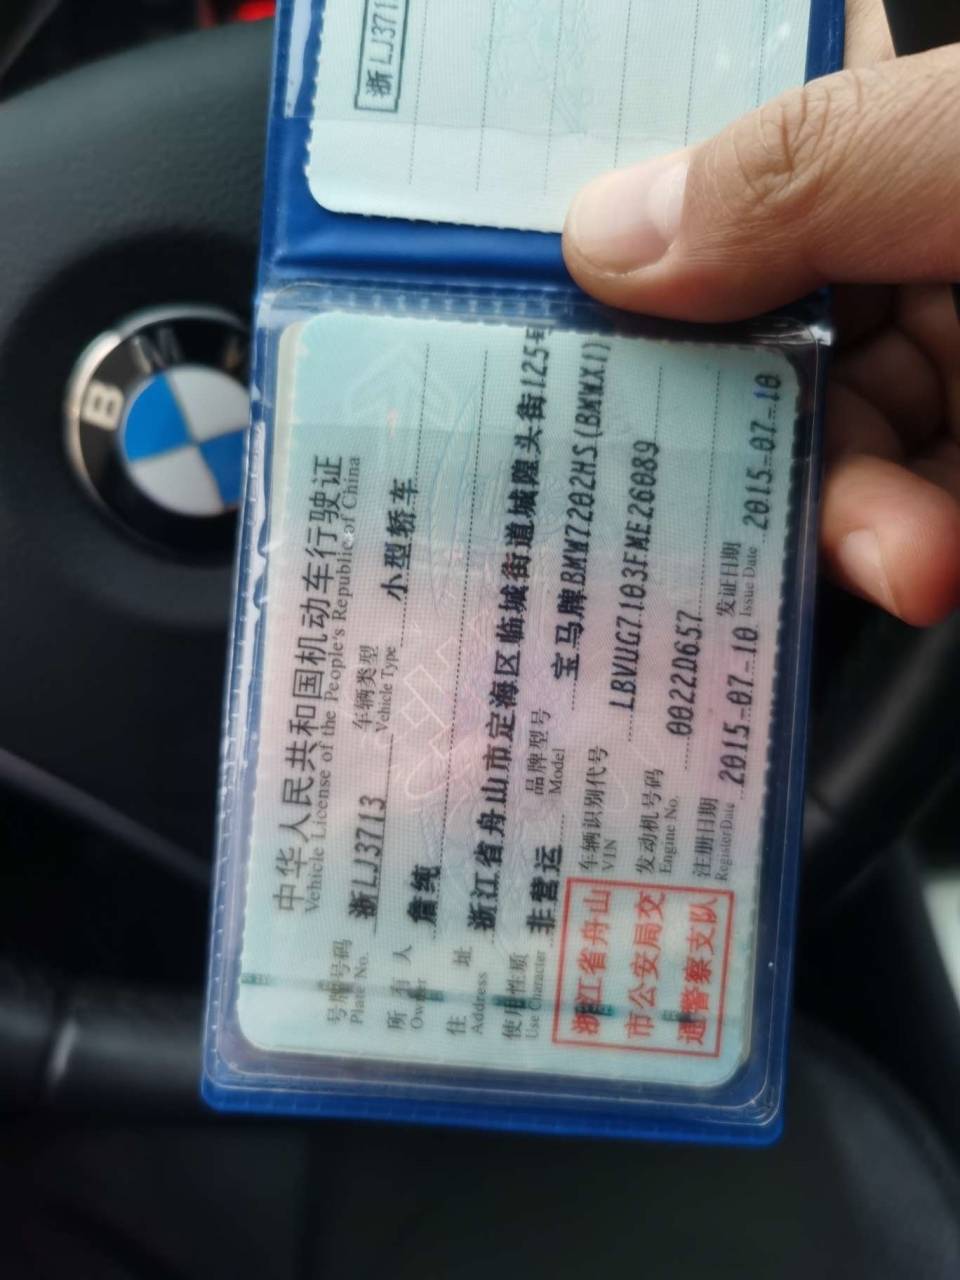 浙LJ371
中华人民共和国机动车行驶证
Vehicle License of the People's Republic of China
号牌号码 浙LJ3713 车辆类型 小型轿车
Plate No. Vehicle Type
所有人 詹纯
Owner
住址 浙江省舟山市定海区临城街道城隍头街125号
Address
使用性质 非营运 品牌型号 宝马牌BMW7202HS(BMWX1)
Use Character Model
浙江省舟山
市公安局交
通警察支队
车辆识别代号 LBVUG7103FME26089
VIN
发动机号码 0022D657
Engine No.
注册日期 2015-07-10 发证日期 2015-07-10
Register Date Issue Date
B M W